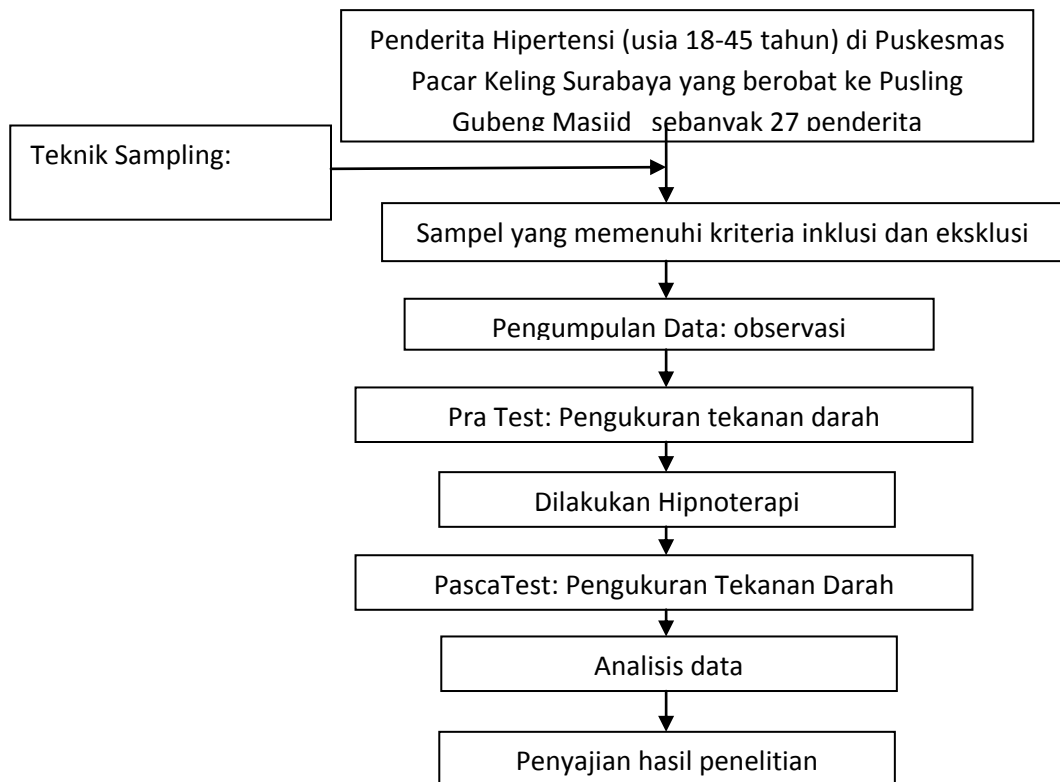 Penderita Hipertensi (usia 18-45 tahun) di Puskesmas
Pacar Keling Surabaya yang berobat ke Pusling
Gubeng Masjid sebanyak 27 penderita
Teknik Sampling:
Sampel yang memenuhi kriteria inklusi dan eksklusi
Pengumpulan Data: observasi
Pra Test: Pengukuran tekanan darah
Dilakukan Hipnoterapi
PascaTest: Pengukuran Tekanan Darah
Analisis data
Penyajian hasil penelitian